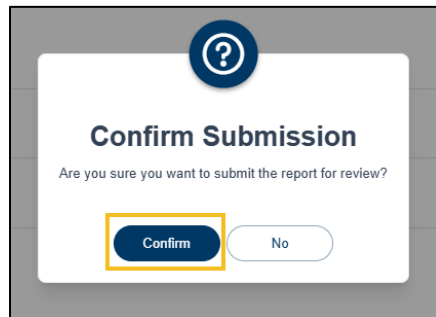 ?
Confirm Submission
Are you sure you want to submit the report for review?
Confirm
No